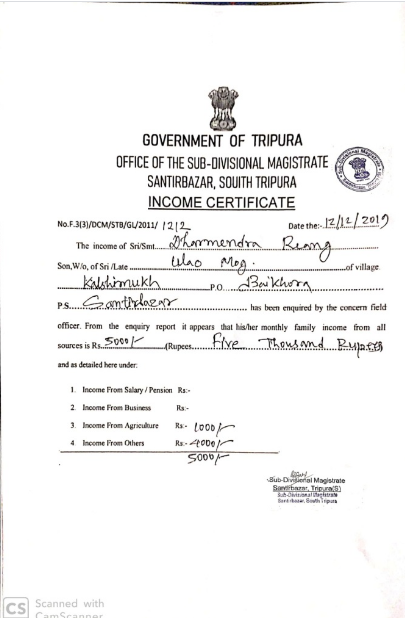 GOVERNMENT OF TRIPURA
OFFICE OF THE SUB-DIVISIONAL MAGISTRATE
SANTIRBAZAR, SOUITH TRIPURA
INCOME CERTIFICATE
No.F.3(3)/DCM/STB/GL/2011/ 1212 Date the:- 12/12/2019
The income of Sri/Smt. Dharmendra Reang
Son,W/o, of Sri /Late Ulao Mog. of village
Kalshimukh P.O Baikhora
P.S Santirbazar has been enquired by the concern field
officer. From the enquiry report it appears that his/her monthly family income from all
sources is Rs. 5000/- (Rupees Five Thousand Rupees
and as detailed here under:
1. Income From Salary / Pension Rs:-
2. Income From Business Rs:-
3. Income From Agriculture Rs:- 1000/-
4 Income From Others Rs:- 4000/-
5000/-
Sub-Divisional Magistrate
Santirbazar, Tripura(S)
Sub-Divisional Magistrate
Santirbazar, South Tripura
CS Scanned with
CamScanner